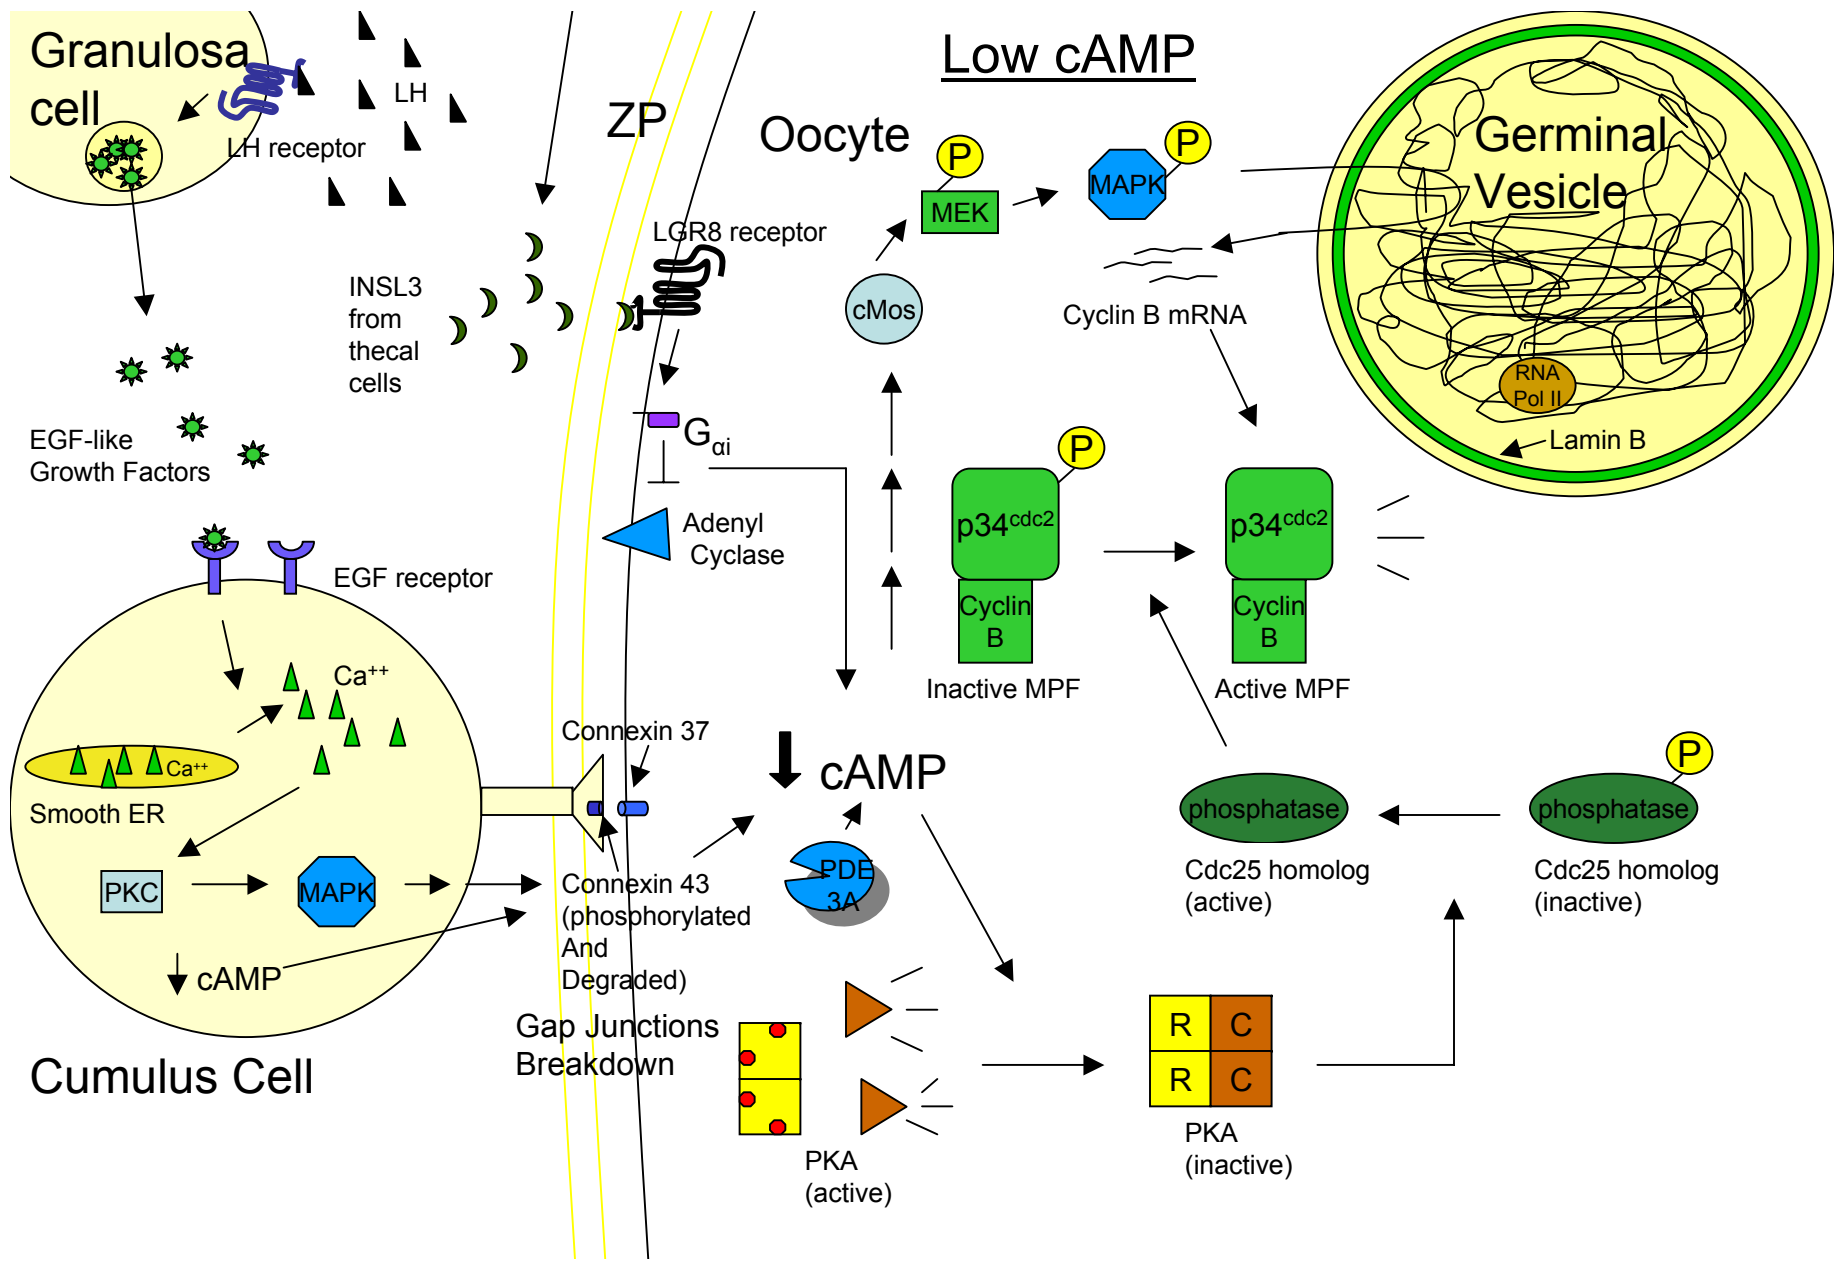 Granulosa
cell
LH
LH receptor
ZP
Low cAMP
Oocyte
P
MEK
P
MAPK
Germinal
Vesicle
LGR8 receptor
INSL3
from
thecal
cells
cMos
Cyclin B mRNA
RNA
Pol II
Lamin B
EGF-like
Growth Factors
Gαi
Adenyl
Cyclase
P
p34cdc2
Cyclin
B
Inactive MPF
p34cdc2
Cyclin
B
Active MPF
EGF receptor
Ca++
Ca++
Smooth ER
PKC
MAPK
cAMP
Cumulus Cell
Connexin 37
Connexin 43
(phosphorylated
And
Degraded)
Gap Junctions
Breakdown
cAMP
PDE
3A
PKA
(active)
R
C
R
C
PKA
(inactive)
phosphatase
Cdc25 homolog
(active)
P
phosphatase
Cdc25 homolog
(inactive)